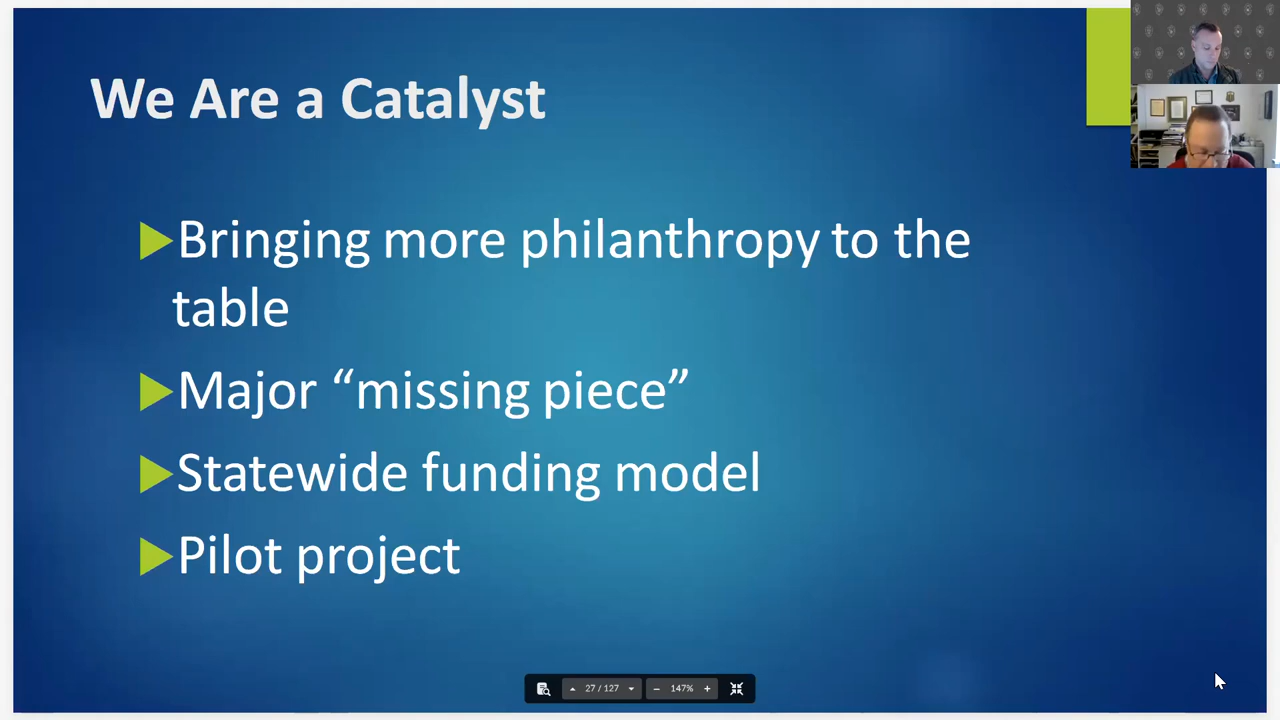 We Are a Catalyst
Bringing more philanthropy to the
table
Major “missing piece”
Statewide funding model
Pilot project
27 / 127
147%